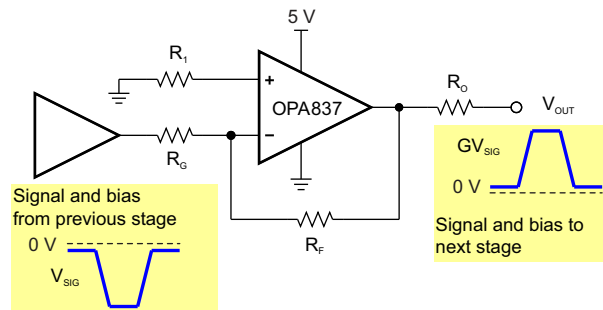 5 V
R1
+
OPA837
RO
VOUT
−
RG
GVSIG
0 V
Signal and bias
from previous stage
Signal and bias to
next stage
0 V
VSIG
RF